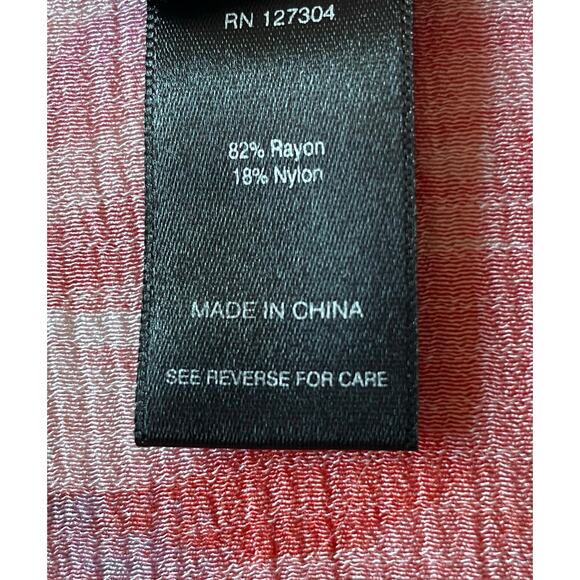 RN 127304
82% Rayon
18% Nylon
MADE IN CHINA
SEE REVERSE FOR CARE